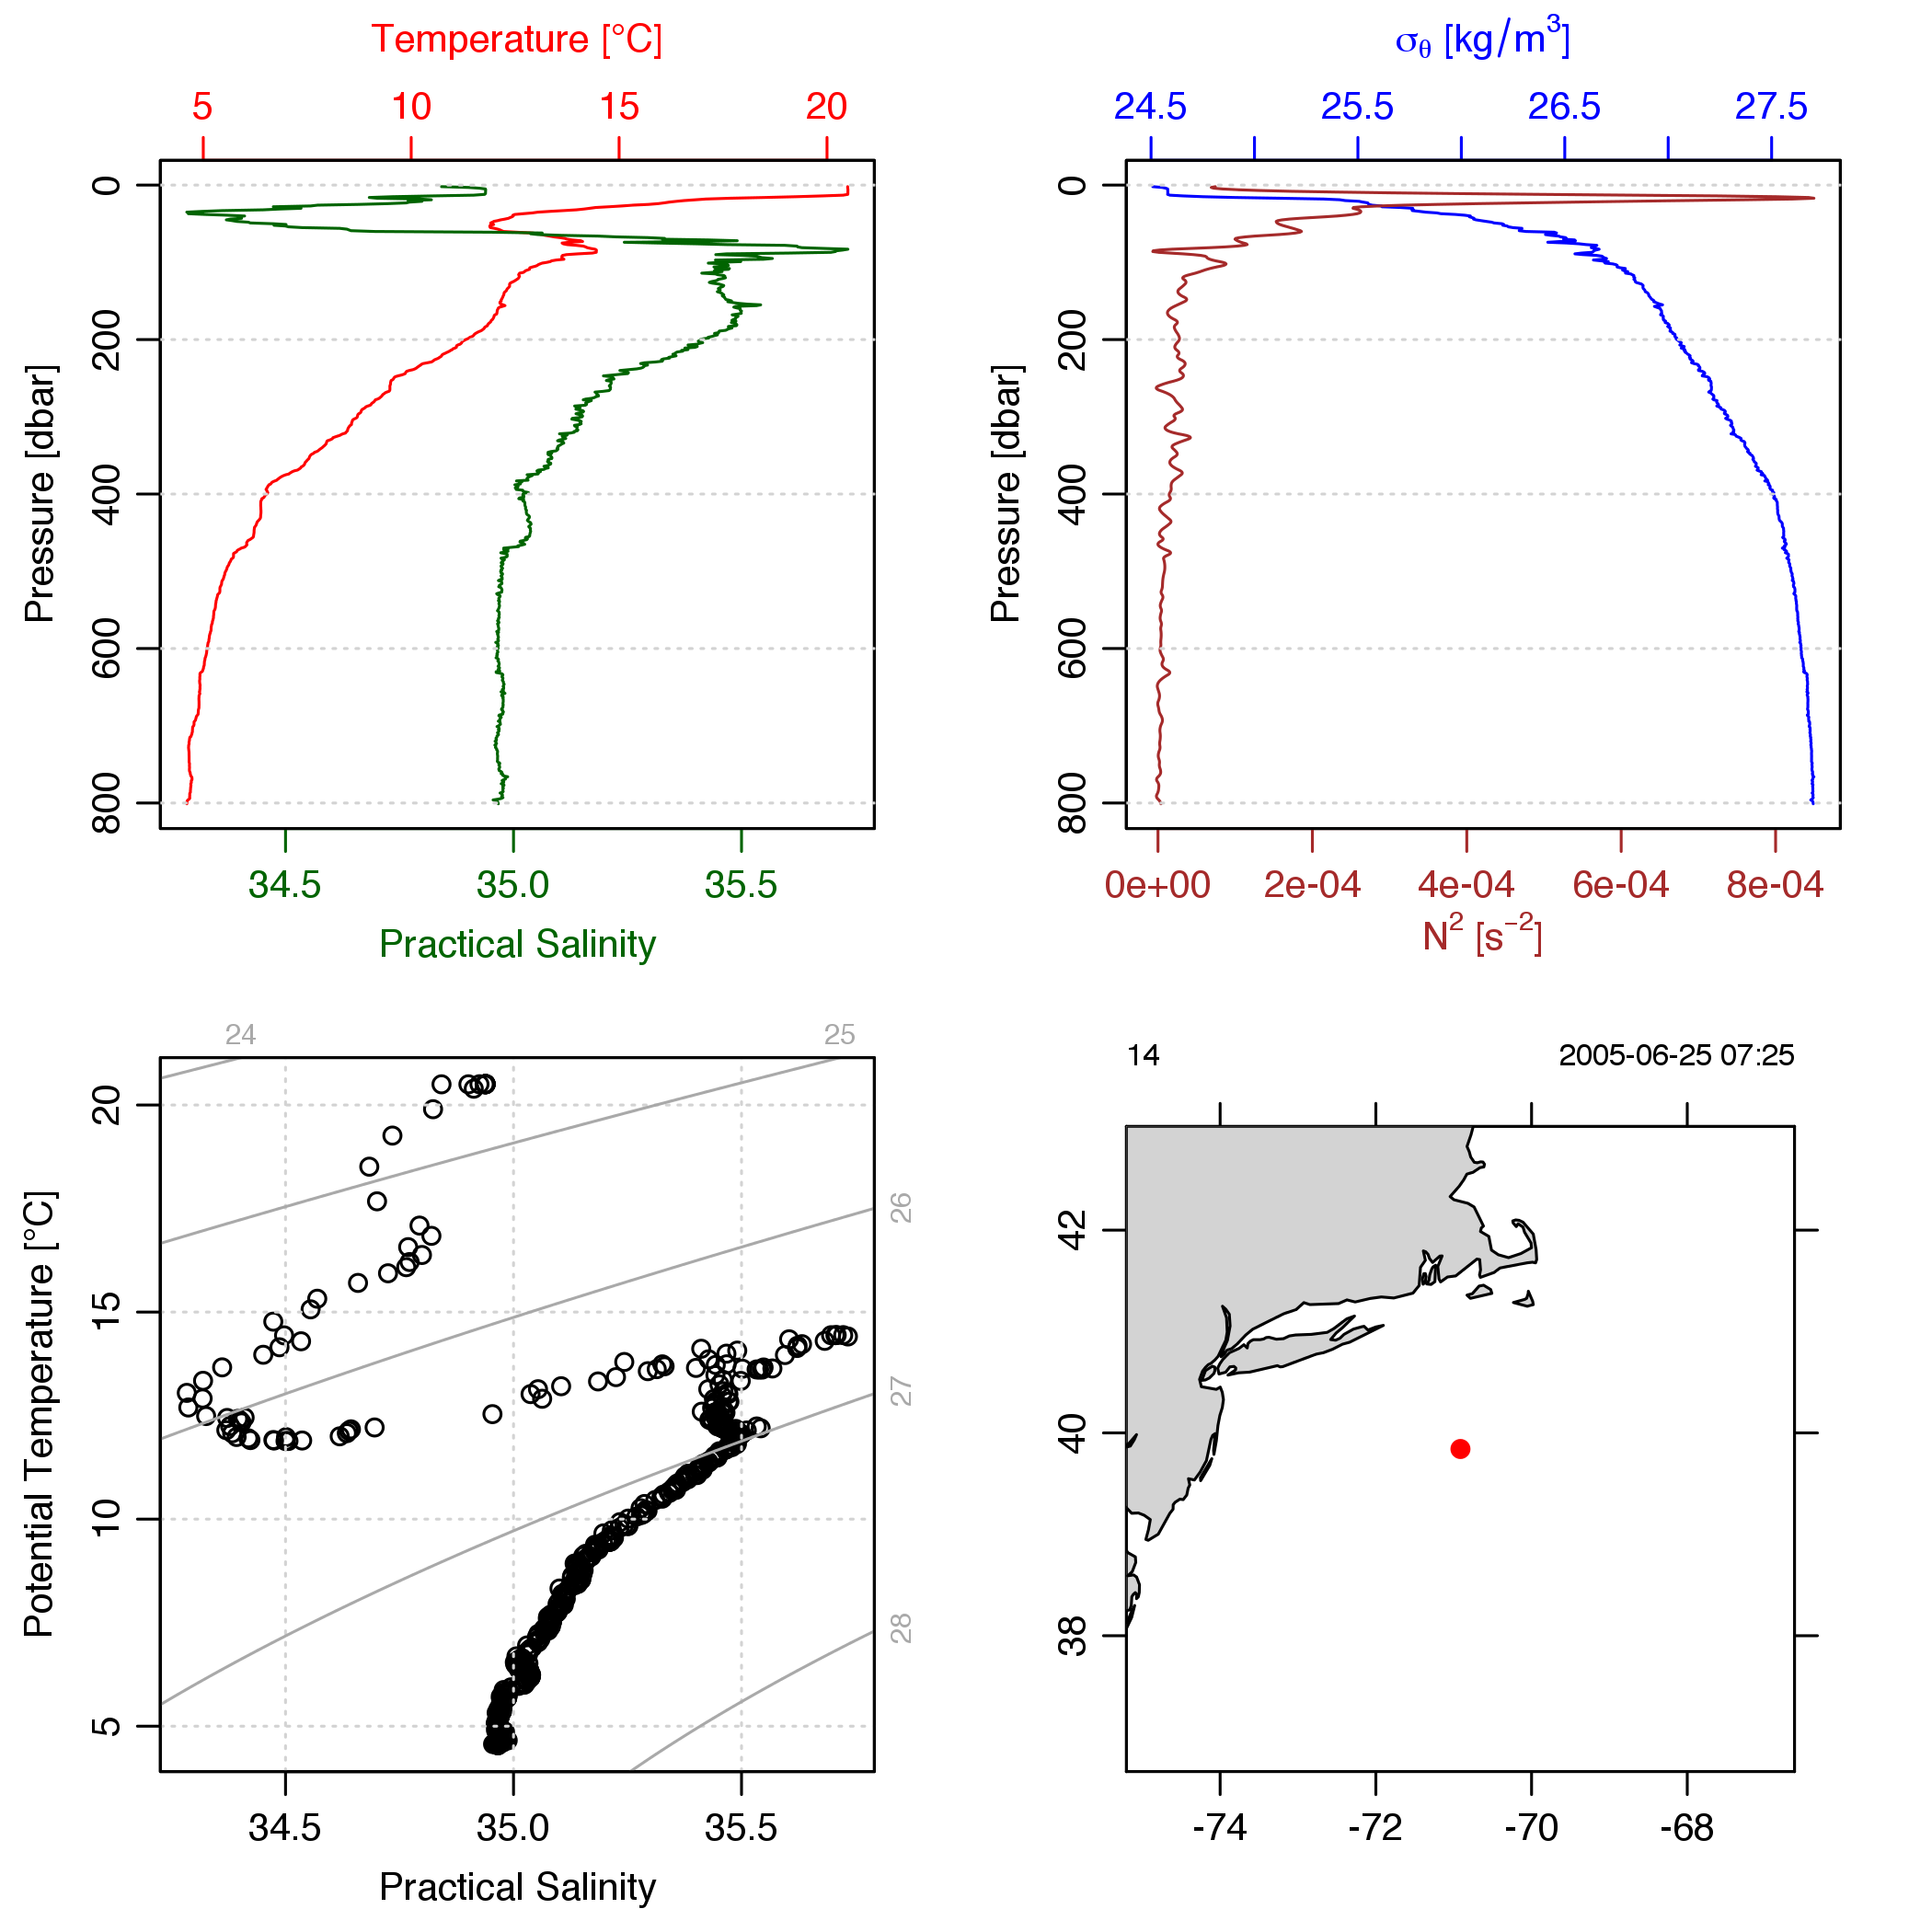 Temperature [°C]
5 10 15 20
0
200
400
600
800
Pressure [dbar]
34.5 35.0 35.5
Practical Salinity
σθ [kg/m³]
24.5 25.5 26.5 27.5
0
200
400
600
800
Pressure [dbar]
0e+00 2e-04 4e-04 6e-04 8e-04
N² [s⁻²]
24 25
26
27
28
20
15
10
5
Potential Temperature [°C]
34.5 35.0 35.5
Practical Salinity
14 2005-06-25 07:25
42
40
38
-74 -72 -70 -68